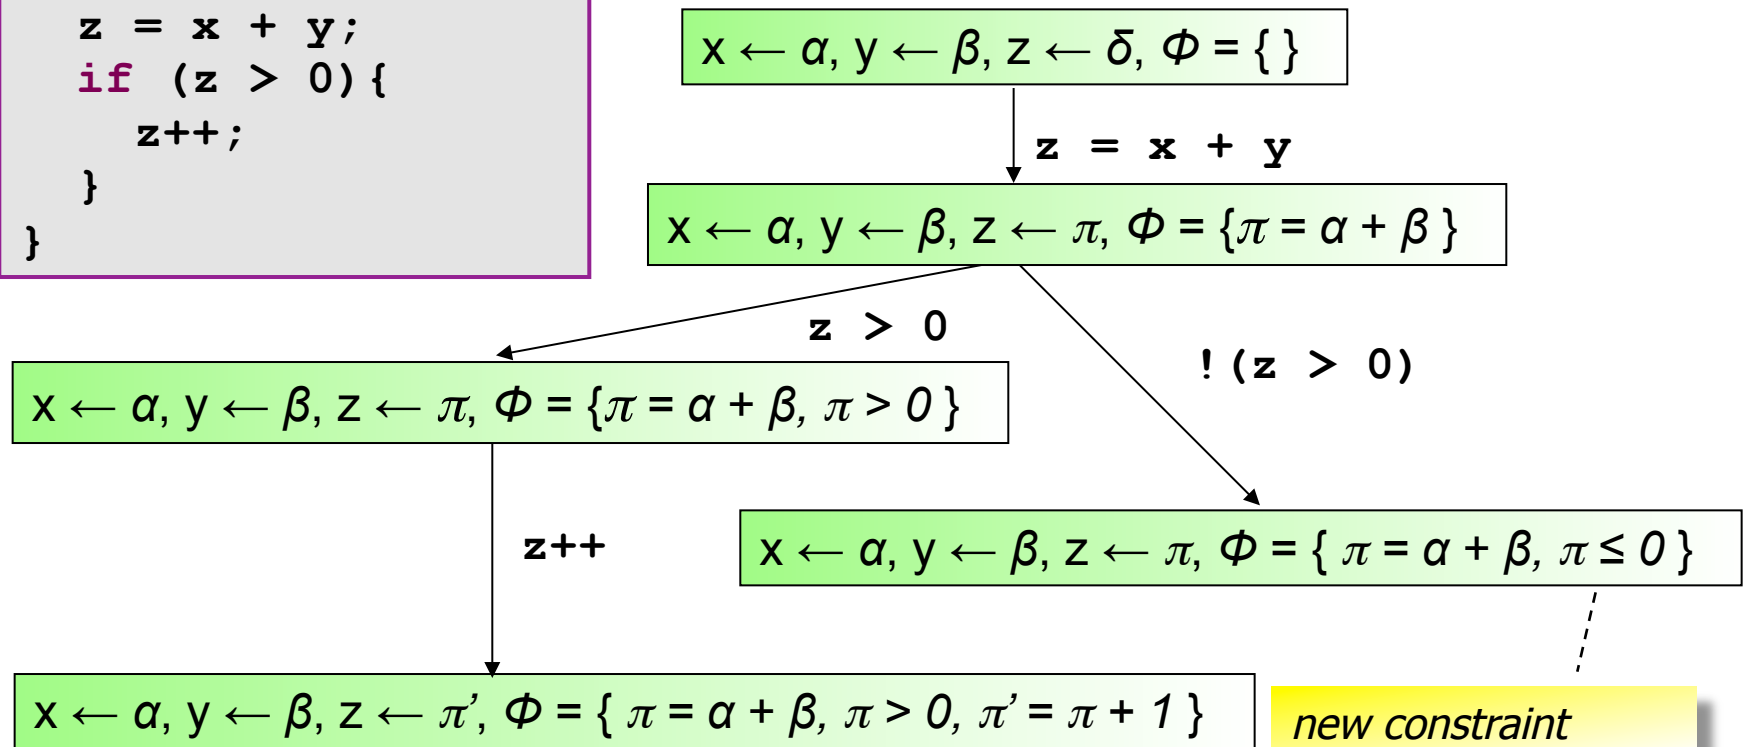 z = x + y;
if (z > 0){
z++;
}
}
x ← α, y ← β, z ← δ, Φ = { }
z = x + y
x ← α, y ← β, z ← π, Φ = {π = α + β }
z > 0
!(z > 0)
x ← α, y ← β, z ← π, Φ = {π = α + β, π > 0 }
z++
x ← α, y ← β, z ← π, Φ = { π = α + β, π ≤ 0 }
x ← α, y ← β, z ← π’, Φ = { π = α + β, π > 0, π’ = π + 1 }
new constraint